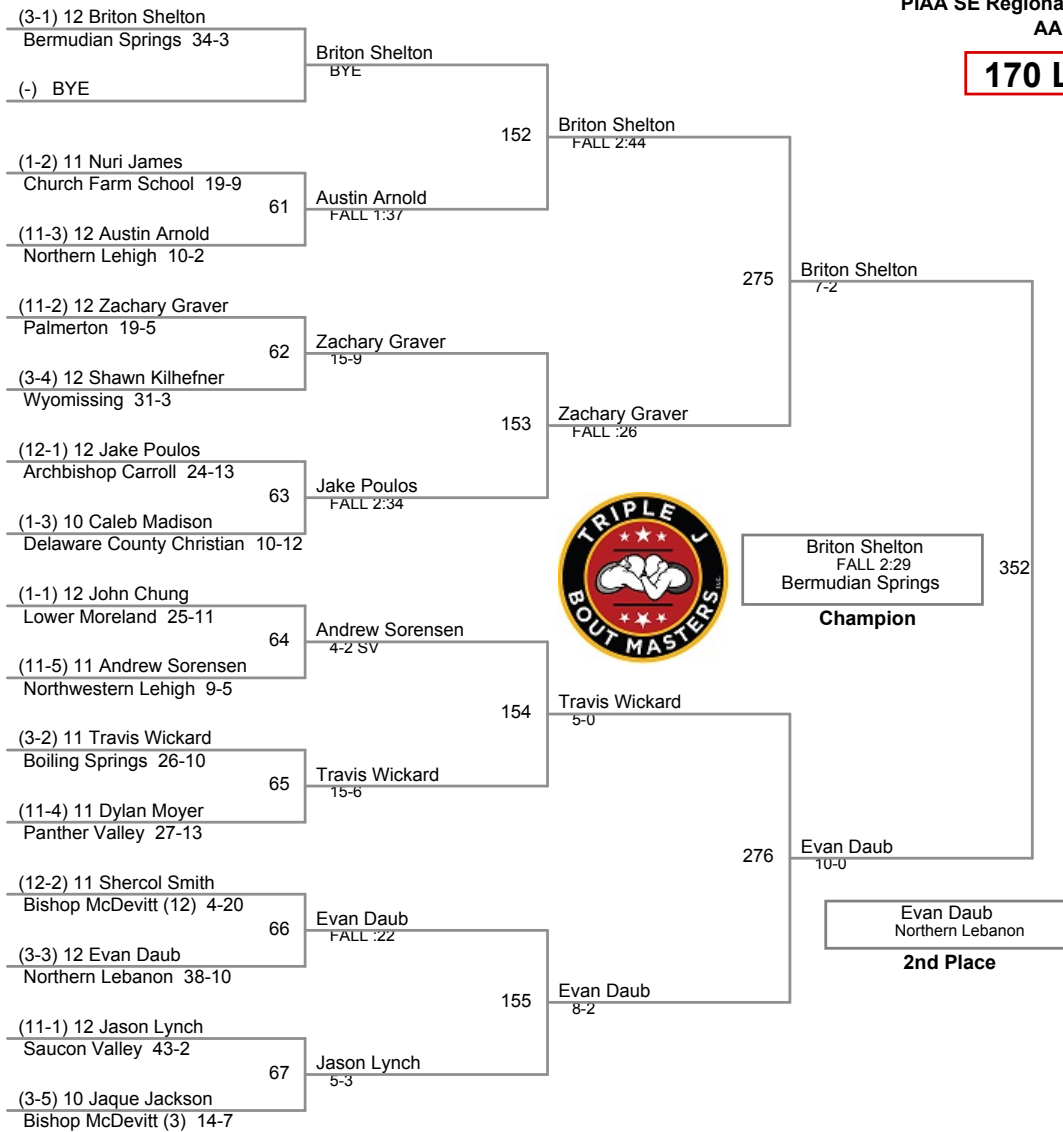 PIAA SE Regiona
AA
170 L
(3-1) 12 Briton Shelton
Bermudian Springs 34-3
(-) BYE
(1-2) 11 Nuri James
Church Farm School 19-9
(11-3) 12 Austin Arnold
Northern Lehigh 10-2
(11-2) 12 Zachary Graver
Palmerton 19-5
(3-4) 12 Shawn Kilhefner
Wyomissing 31-3
(12-1) 12 Jake Poulos
Archbishop Carroll 24-13
(1-3) 10 Caleb Madison
Delaware County Christian 10-12
(1-1) 12 John Chung
Lower Moreland 25-11
(11-5) 11 Andrew Sorensen
Northwestern Lehigh 9-5
(3-2) 11 Travis Wickard
Boiling Springs 26-10
(11-4) 11 Dylan Moyer
Panther Valley 27-13
(12-2) 11 Shercol Smith
Bishop McDevitt (12) 4-20
(3-3) 12 Evan Daub
Northern Lebanon 38-10
(11-1) 12 Jason Lynch
Saucon Valley 43-2
(3-5) 10 Jaque Jackson
Bishop McDevitt (3) 14-7
61
62
63
64
65
66
67
Briton Shelton
BYE
Austin Arnold
FALL 1:37
Zachary Graver
15-9
Jake Poulos
FALL 2:34
Andrew Sorensen
4-2 SV
Travis Wickard
15-6
Evan Daub
FALL :22
Jason Lynch
5-3
152
153
154
155
Briton Shelton
FALL 2:44
Zachary Graver
FALL :26
Travis Wickard
5-0
Evan Daub
8-2
275
276
Briton Shelton
7-2
Evan Daub
10-0
352
TRIPLE J
BOUT MASTERS
Briton Shelton
FALL 2:29
Bermudian Springs
Champion
Evan Daub
Northern Lebanon
2nd Place